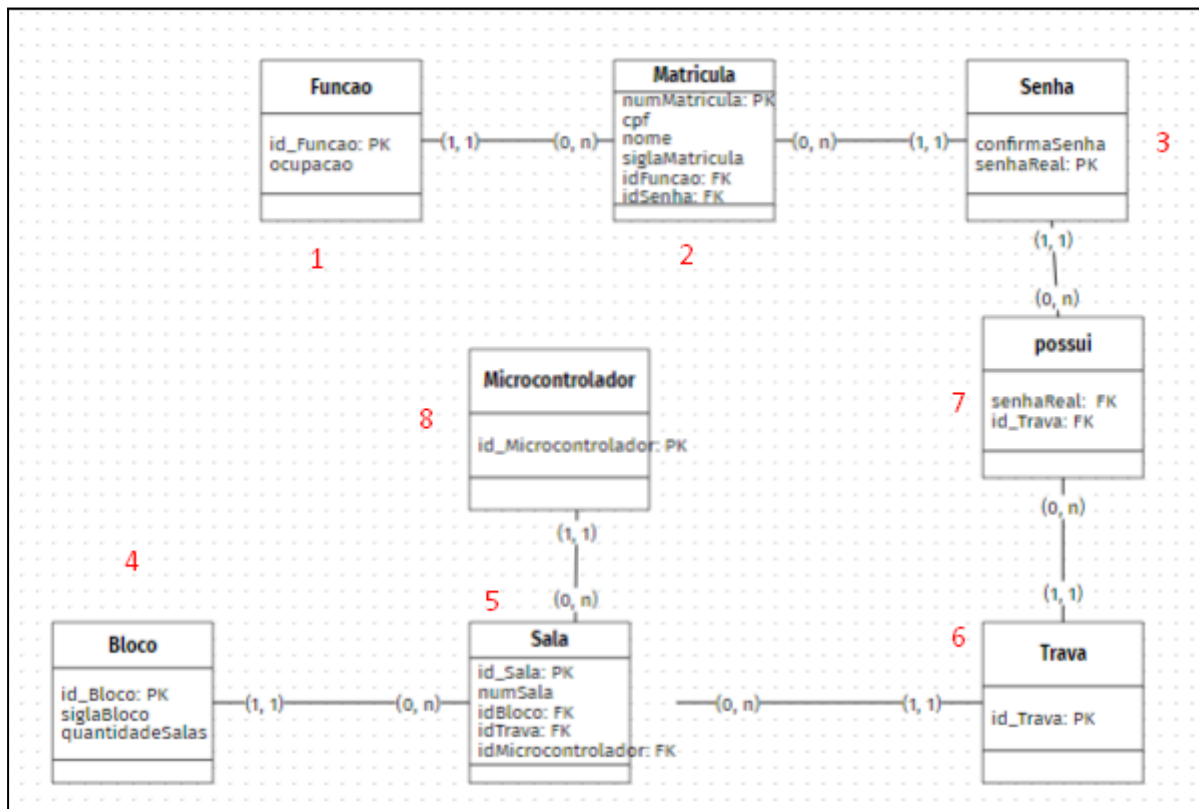 Funcao
id_Funcao: PK
ocupacao
(1, 1)
(0, n)
1
Matricula
numMatricula: PK
cpf
nome
siglaMatricula
idFuncao: FK
idSenha: FK
2
(0, n)
(1, 1)
Senha
confirmaSenha
senhaReal: PK
3
(1, 1)
(0, n)
possui
senhaReal: FK
id_Trava: FK
7
(0, n)
(1, 1)
Microcontrolador
id_Microcontrolador: PK
8
(1, 1)
(0, n)
4
Bloco
id_Bloco: PK
siglaBloco
quantidadeSalas
(1, 1)
(0, n)
5
Sala
id_Sala: PK
numSala
idBloco: FK
idTrava: FK
idMicrocontrolador: FK
(0, n)
(1, 1)
6
Trava
id_Trava: PK